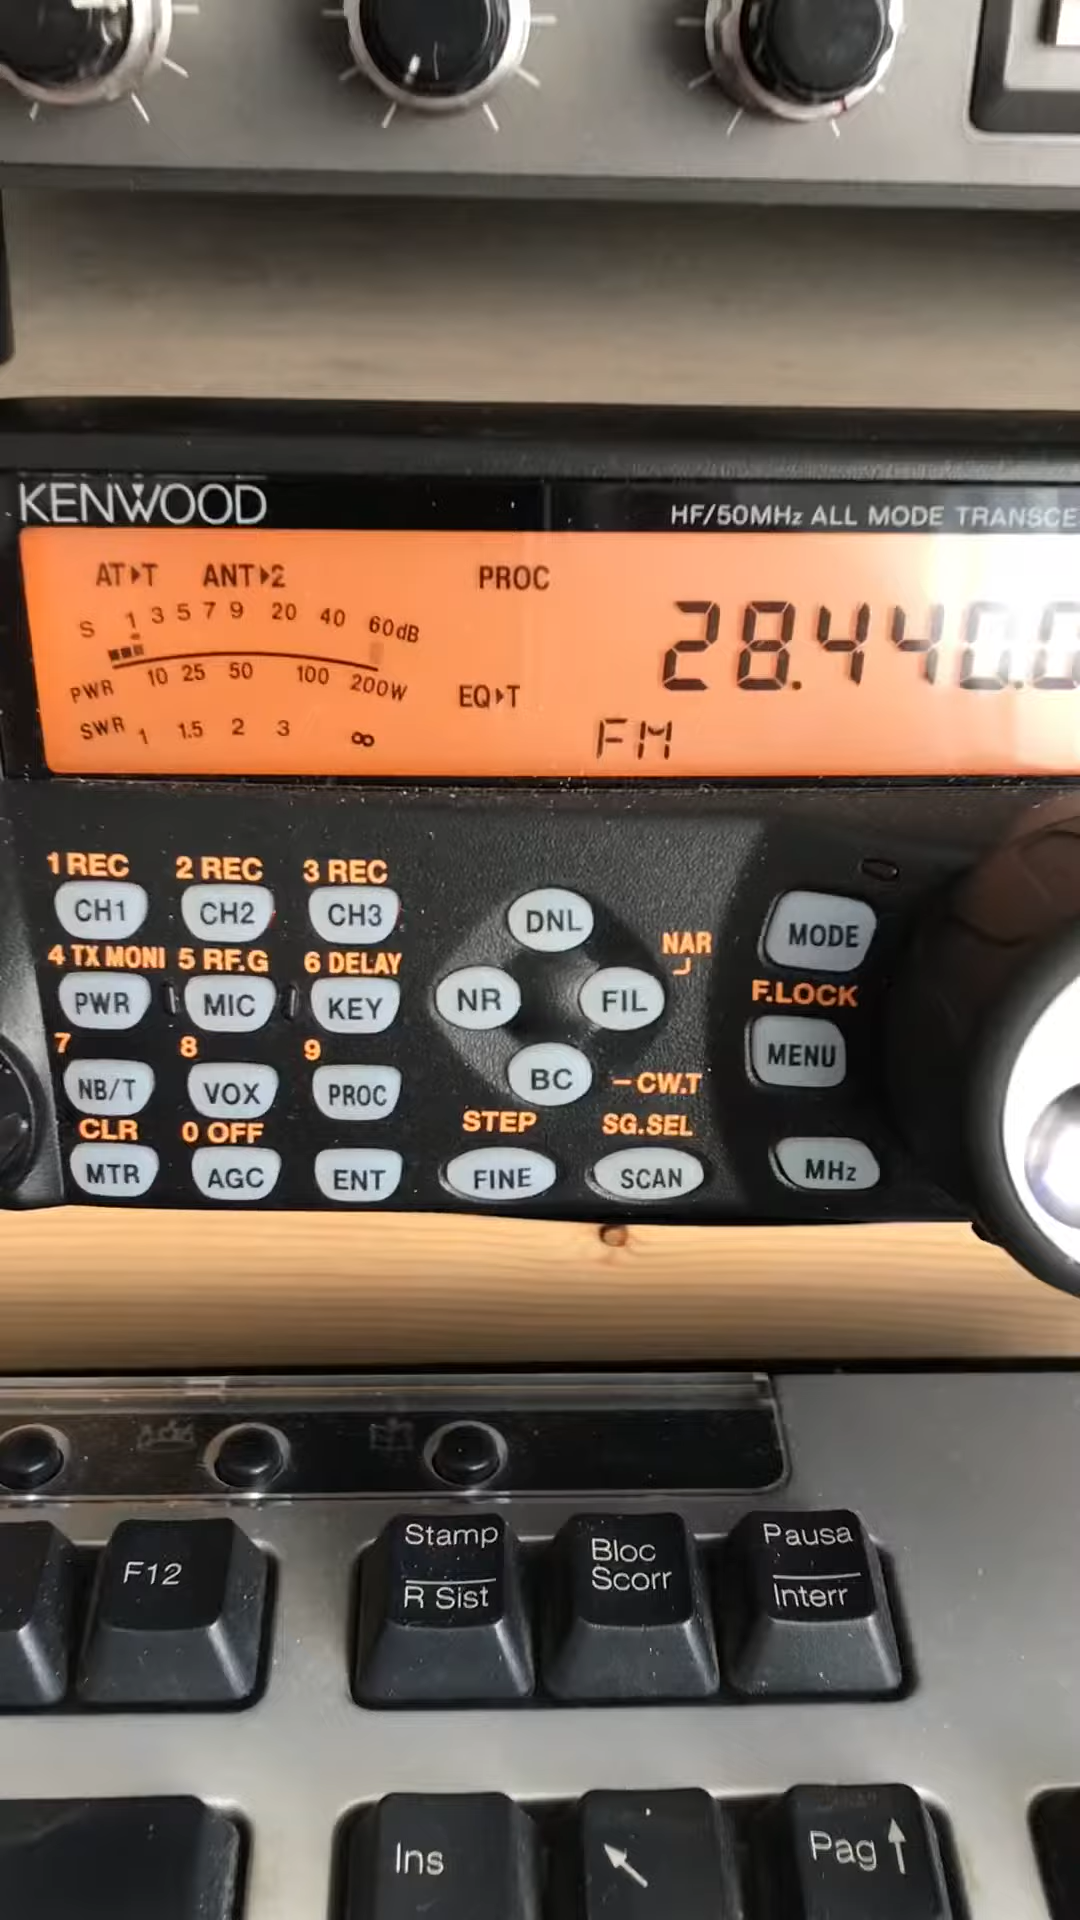 KENWOOD
HF/50MHz ALL MODE
AT▸T ANT▸2 PROC
S 1 3 5 7 9 20 40 60dB
28.440.0
PWR 10 25 50 100 200W
EQ▸T
SWR 1 1.5 2 3 ∞
FM
1 REC 2 REC 3 REC
CH1 CH2 CH3
DNL
MODE
4 TX MONI 5 RF.G 6 DELAY
NAR
F.LOCK
PWR MIC KEY
NR FIL
MENU
7 8 9
NB/T VOX PROC
BC
- CW.T
CLR 0 OFF
STEP SG.SEL
MTR AGC ENT
FINE SCAN
MHz
F12
Stamp
R Sist
Bloc
Scorr
Pausa
Interr
Ins
↖
Pag ↑